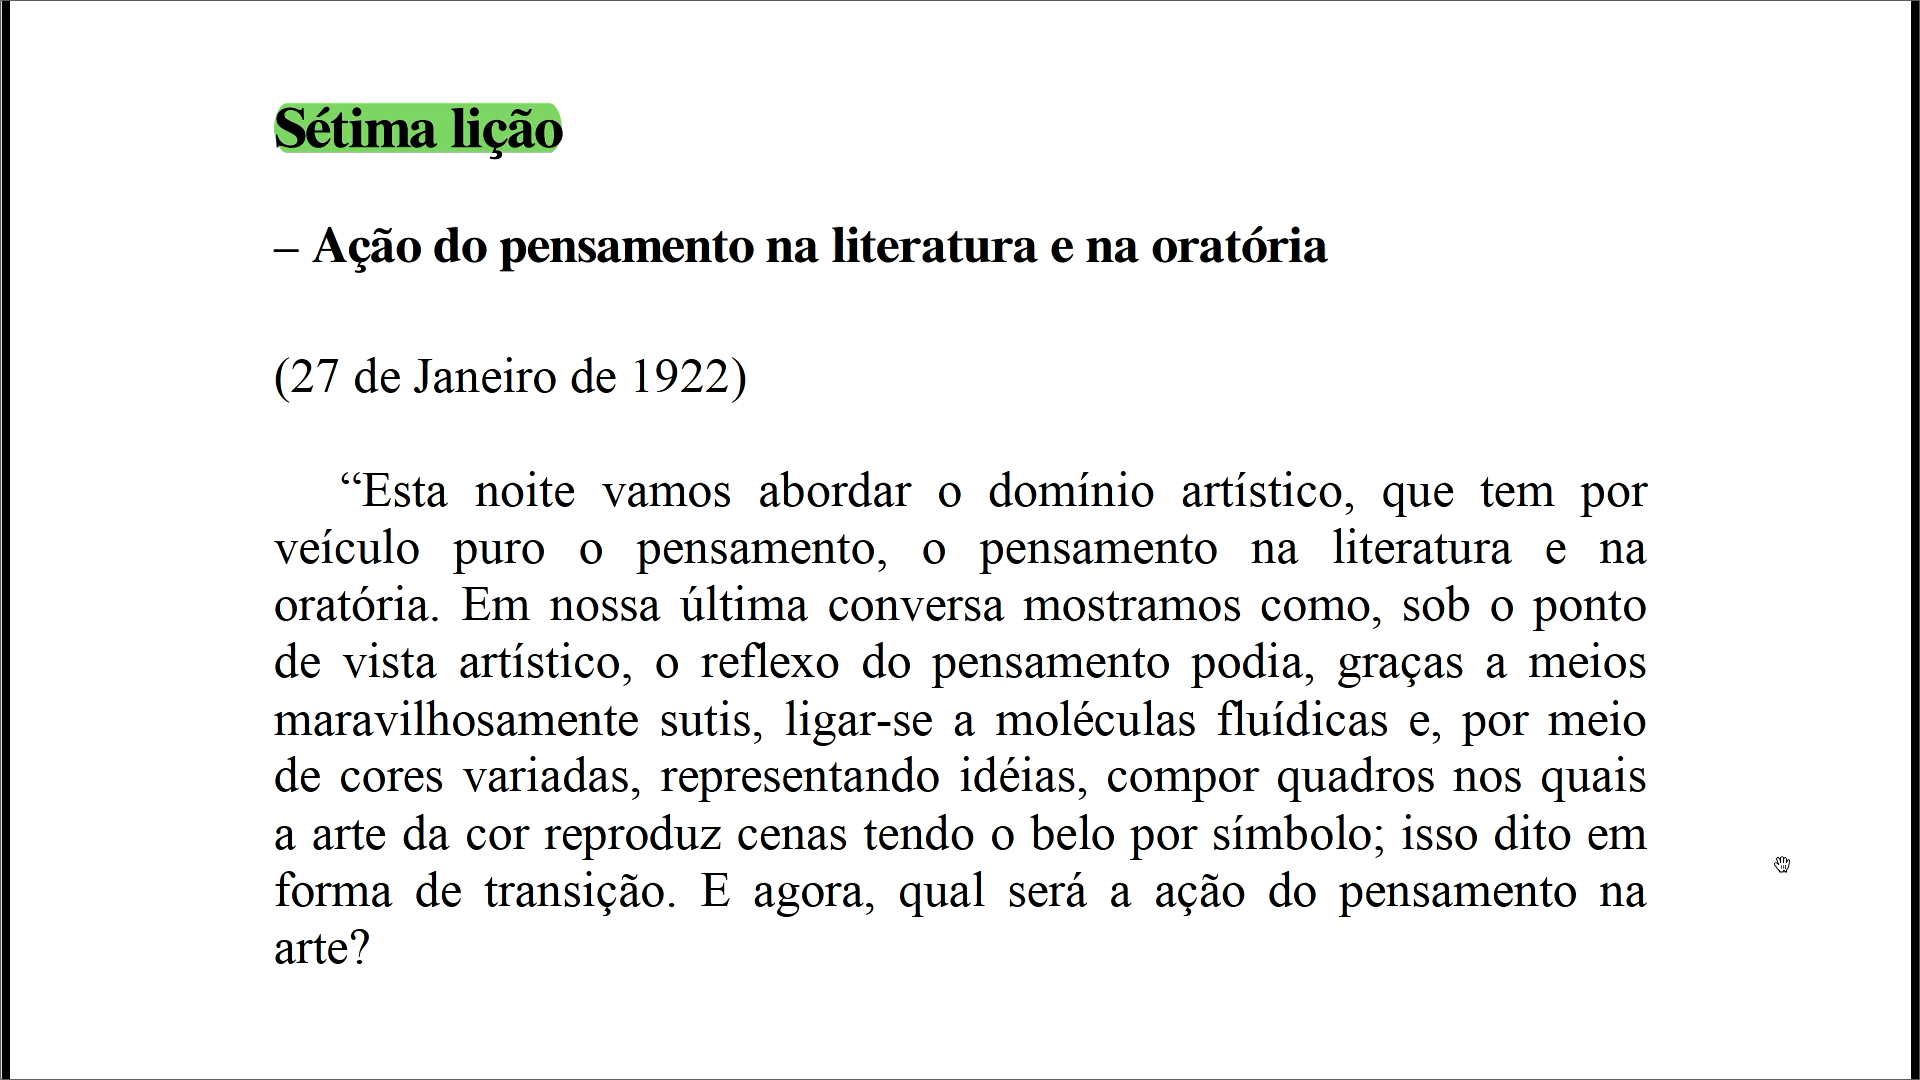 Sétima lição
– Ação do pensamento na literatura e na oratória
(27 de Janeiro de 1922)
“Esta noite vamos abordar o domínio artístico, que tem por
veículo puro o pensamento, o pensamento na literatura e na
oratória. Em nossa última conversa mostramos como, sob o ponto
de vista artístico, o reflexo do pensamento podia, graças a meios
maravilhosamente sutis, ligar-se a moléculas fluídicas e, por meio
de cores variadas, representando idéias, compor quadros nos quais
a arte da cor reproduz cenas tendo o belo por símbolo; isso dito em
forma de transição. E agora, qual será a ação do pensamento na
arte?